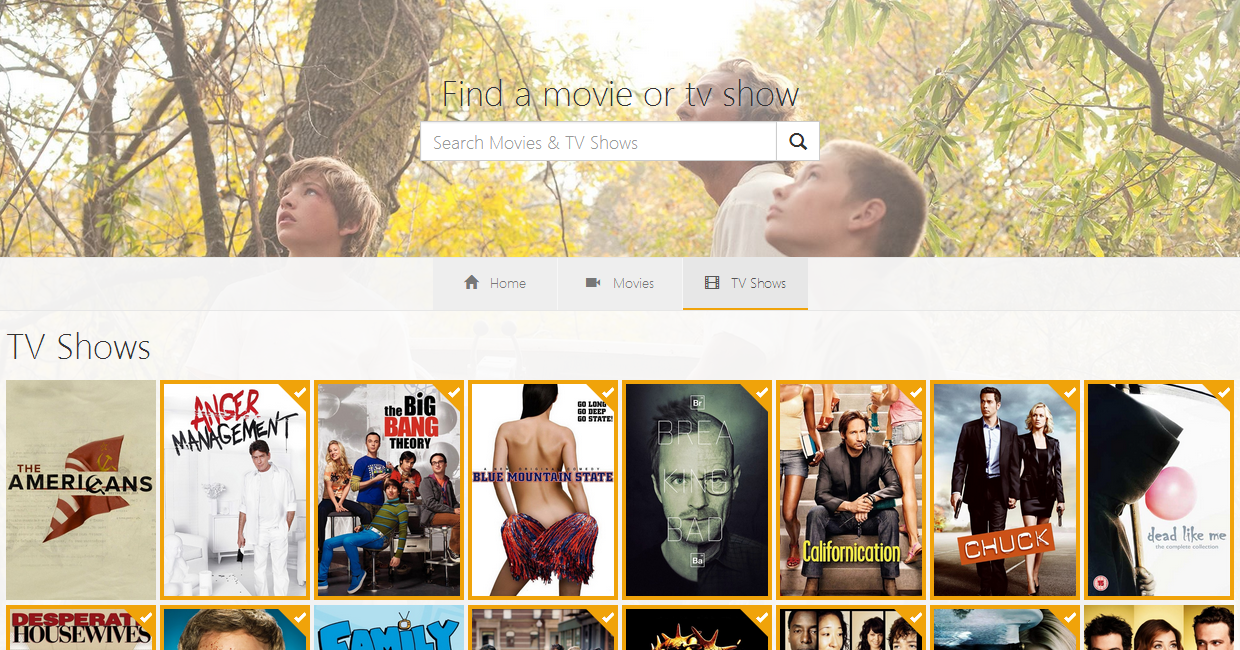 Find a movie or tv show
Search Movies & TV Shows
Home
Movies
TV Shows
TV Shows
THE
AMERICANS
ANGER
MANAGEMENT
the BiG
BANG
THEORY
GO LONG
GO DEEP
GO STATE!
BLUE MOUNTAIN STATE
Br
BREA
KING
BAD
Ba
Californication
CHUCK
dead like me
the complete collection
15
DESPERAT
HOUSEWIVES
FAMILY